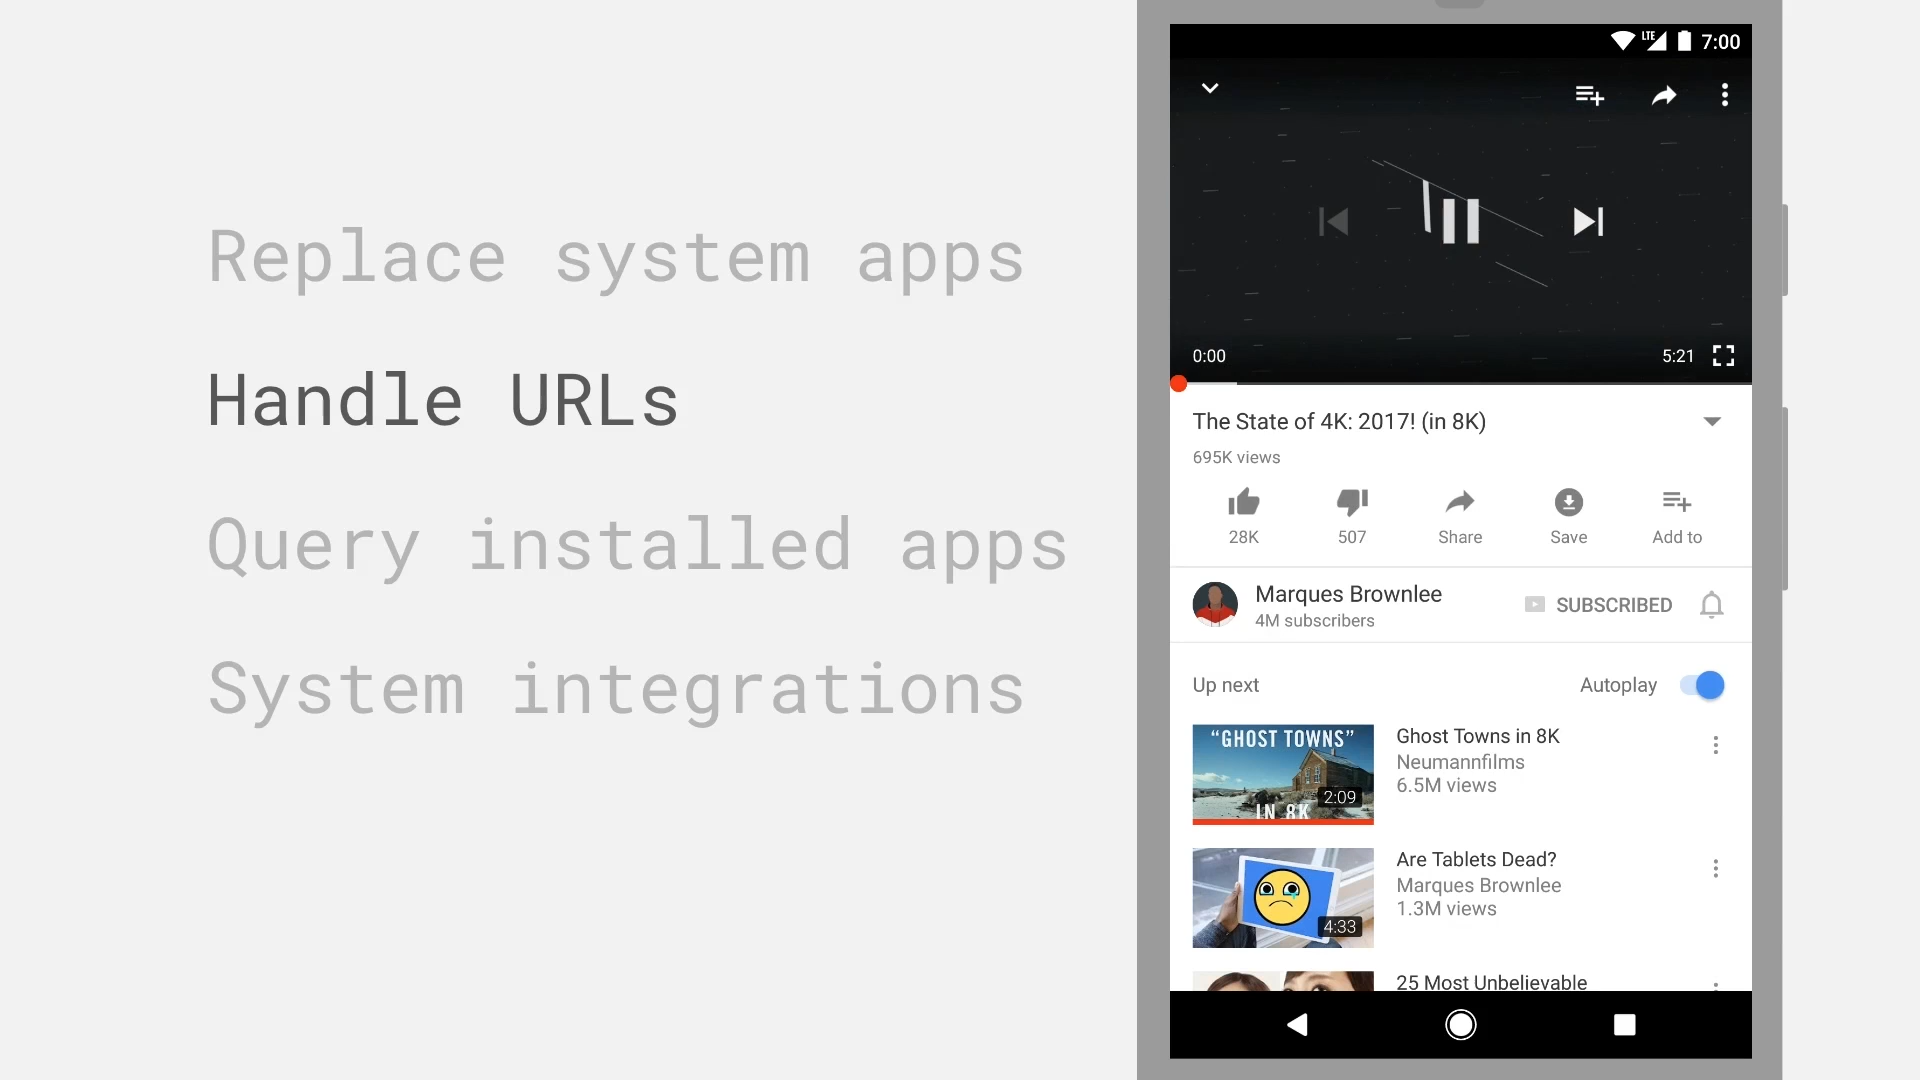 Replace system apps
Handle URLs
Query installed apps
System integrations
LTE 7:00
0:00 5:21
The State of 4K: 2017! (in 8K)
695K views
28K 507 Share Save Add to
Marques Brownlee
4M subscribers
SUBSCRIBED
Up next Autoplay
“GHOST TOWNS”
IN 8K
2:09
Ghost Towns in 8K
Neumannfilms
6.5M views
4:33
Are Tablets Dead?
Marques Brownlee
1.3M views
25 Most Unbelievable